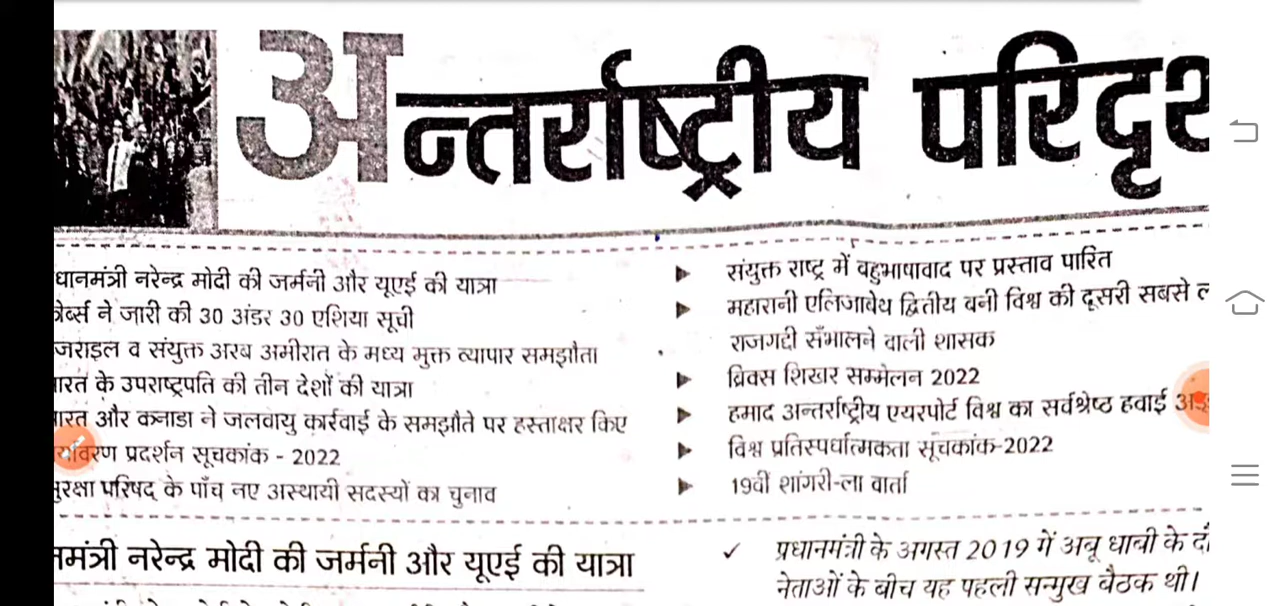 अन्तर्राष्ट्रीय
धानमंत्री नरेन्द्र मोदी की जर्मनी और यूएई की यात्रा
ने जारी की 30 अंडर 30 एशिया सूची
जराइल व संयुक्त अरब अमीरात के मध्य मुक्त व्यापार समझौता
ारत के उपराष्ट्रपति की तीन देशों की यात्रा
ारत और कनाडा ने जलवायु कार्रवाई के समझौते पर हस्ताक्षर किए
प्रदर्शन सूचकांक - 2022
ुरक्षा परिषद् के पाँच नए अस्थायी सदस्यों का चुनाव
संयुक्त राष्ट्र में बहुभाषावाद पर प्रस्ताव पारित
महारानी एलिजाबेथ द्वितीय बनी विश्व की दूसरी सबसे ल
राजगद्दी सँभालने वाली शासक
ब्रिक्स शिखर सम्मेलन 2022
हमाद अन्तर्राष्ट्रीय एयरपोर्ट विश्व का सर्वश्रेष्ठ हवाई
विश्व प्रतिस्पर्धात्मकता सूचकांक-2022
19वीं शांगरी-ला वार्ता
नमंत्री नरेन्द्र मोदी की जर्मनी और यूएई की यात्रा
प्रधानमंत्री के अगस्त 2019 में अबू धाबी के दौ
नेताओं के बीच यह पहली सन्मुख बैठक थी।